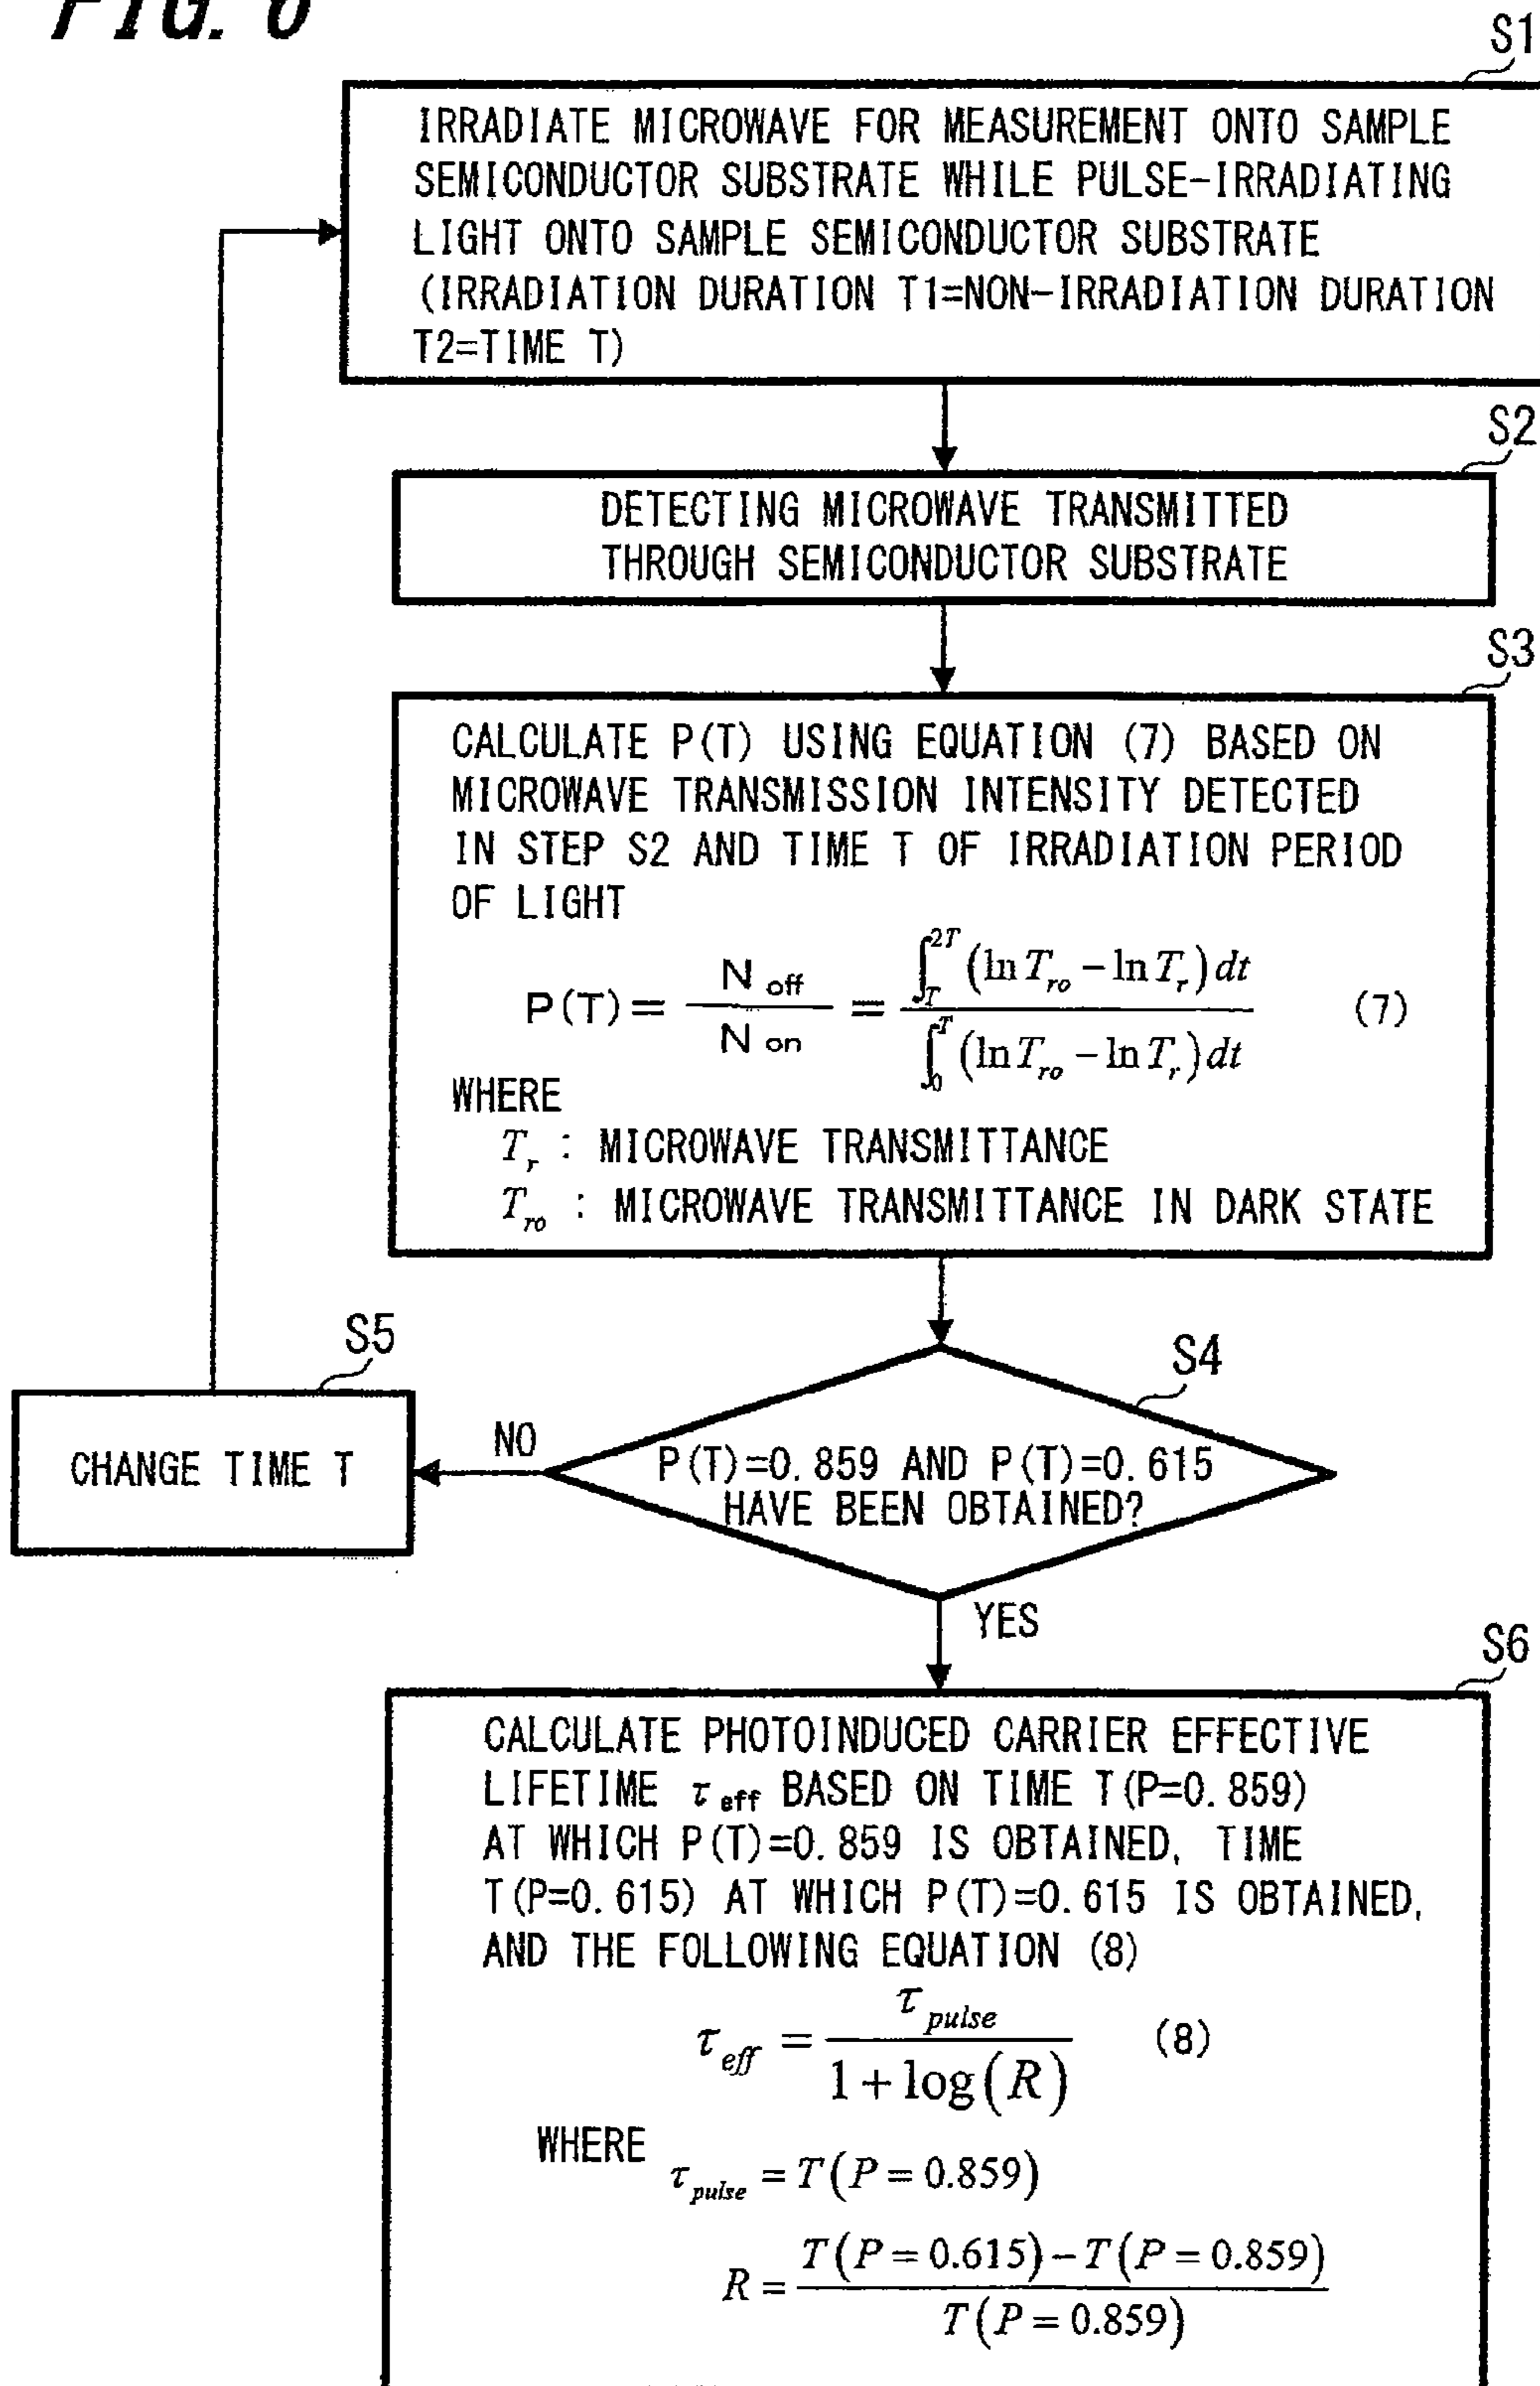 FIG. 6
S1
IRRADIATE MICROWAVE FOR MEASUREMENT ONTO SAMPLE
SEMICONDUCTOR SUBSTRATE WHILE PULSE-IRRADIATING
LIGHT ONTO SAMPLE SEMICONDUCTOR SUBSTRATE
(IRRADIATION DURATION T1=NON-IRRADIATION DURATION
T2=TIME T)
S2
DETECTING MICROWAVE TRANSMITTED
THROUGH SEMICONDUCTOR SUBSTRATE
S3
CALCULATE P(T) USING EQUATION (7) BASED ON
MICROWAVE TRANSMISSION INTENSITY DETECTED
IN STEP S2 AND TIME T OF IRRADIATION PERIOD
OF LIGHT
P(T) = N_off / N_on = ∫_T^{2T} (ln T_ro − ln T_r) dt / ∫_0^T (ln T_ro − ln T_r) dt (7)
WHERE
T_r : MICROWAVE TRANSMITTANCE
T_ro : MICROWAVE TRANSMITTANCE IN DARK STATE
S5
CHANGE TIME T
NO
S4
P(T)=0.859 AND P(T)=0.615
HAVE BEEN OBTAINED?
YES
S6
CALCULATE PHOTOINDUCED CARRIER EFFECTIVE
LIFETIME τ_eff BASED ON TIME T(P=0.859)
AT WHICH P(T)=0.859 IS OBTAINED, TIME
T(P=0.615) AT WHICH P(T)=0.615 IS OBTAINED,
AND THE FOLLOWING EQUATION (8)
τ_eff = τ_pulse / (1 + log(R)) (8)
WHERE
τ_pulse = T(P = 0.859)
R = (T(P = 0.615) − T(P = 0.859)) / T(P = 0.859)